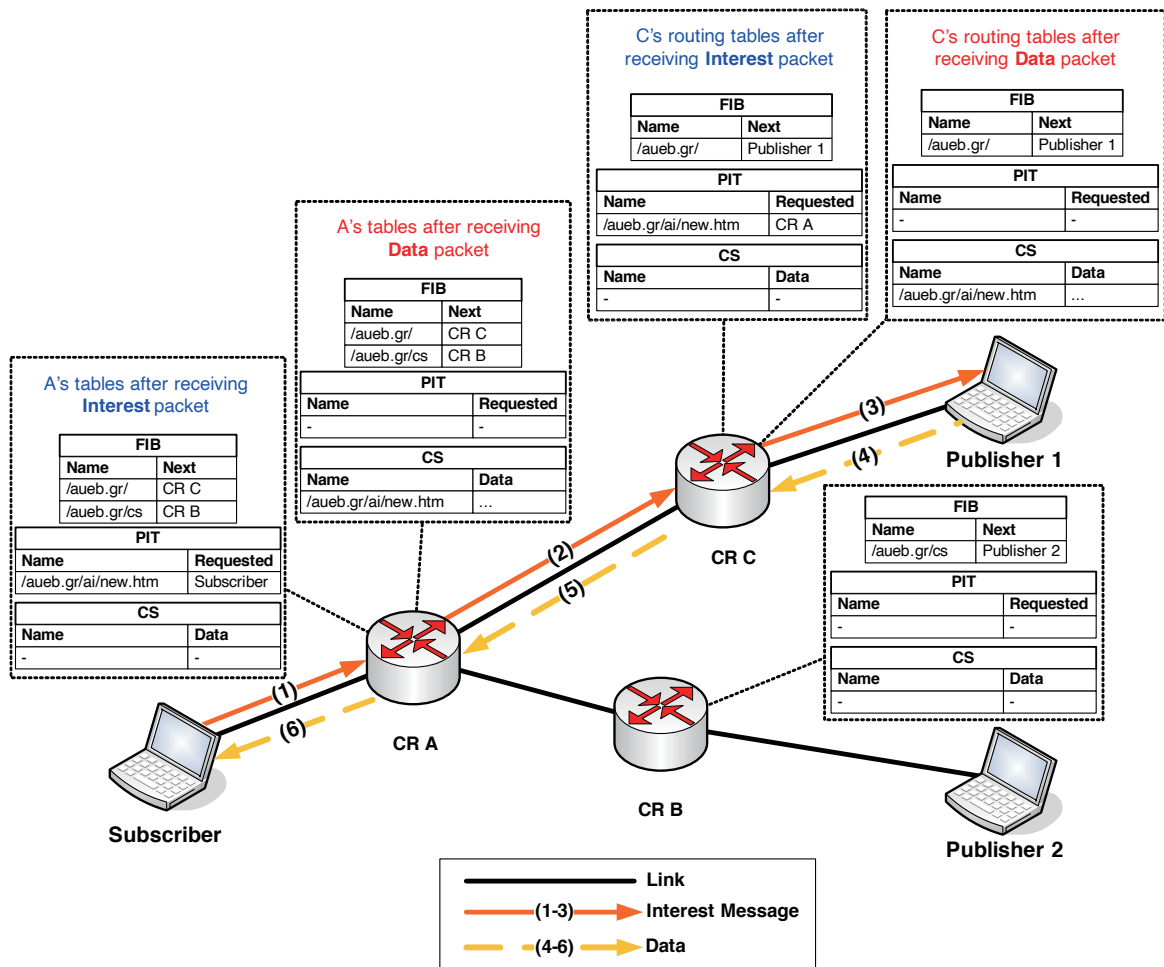 C's routing tables after
receiving Interest packet
FIB
Name Next
/aueb.gr/ Publisher 1
PIT
Name Requested
/aueb.gr/ai/new.htm CR A
CS
Name Data
- -
C's routing tables after
receiving Data packet
FIB
Name Next
/aueb.gr/ Publisher 1
PIT
Name Requested
- -
CS
Name Data
/aueb.gr/ai/new.htm ...
A's tables after receiving
Data packet
FIB
Name Next
/aueb.gr/ CR C
/aueb.gr/cs CR B
PIT
Name Requested
- -
CS
Name Data
/aueb.gr/ai/new.htm ...
A's tables after receiving
Interest packet
FIB
Name Next
/aueb.gr/ CR C
/aueb.gr/cs CR B
PIT
Name Requested
/aueb.gr/ai/new.htm Subscriber
CS
Name Data
- -
(3)
(4)
Publisher 1
(2)
(5)
CR C
FIB
Name Next
/aueb.gr/cs Publisher 2
PIT
Name Requested
- -
CS
Name Data
- -
(1)
(6)
CR A
Subscriber
CR B
Publisher 2
Link
(1-3) Interest Message
(4-6) Data